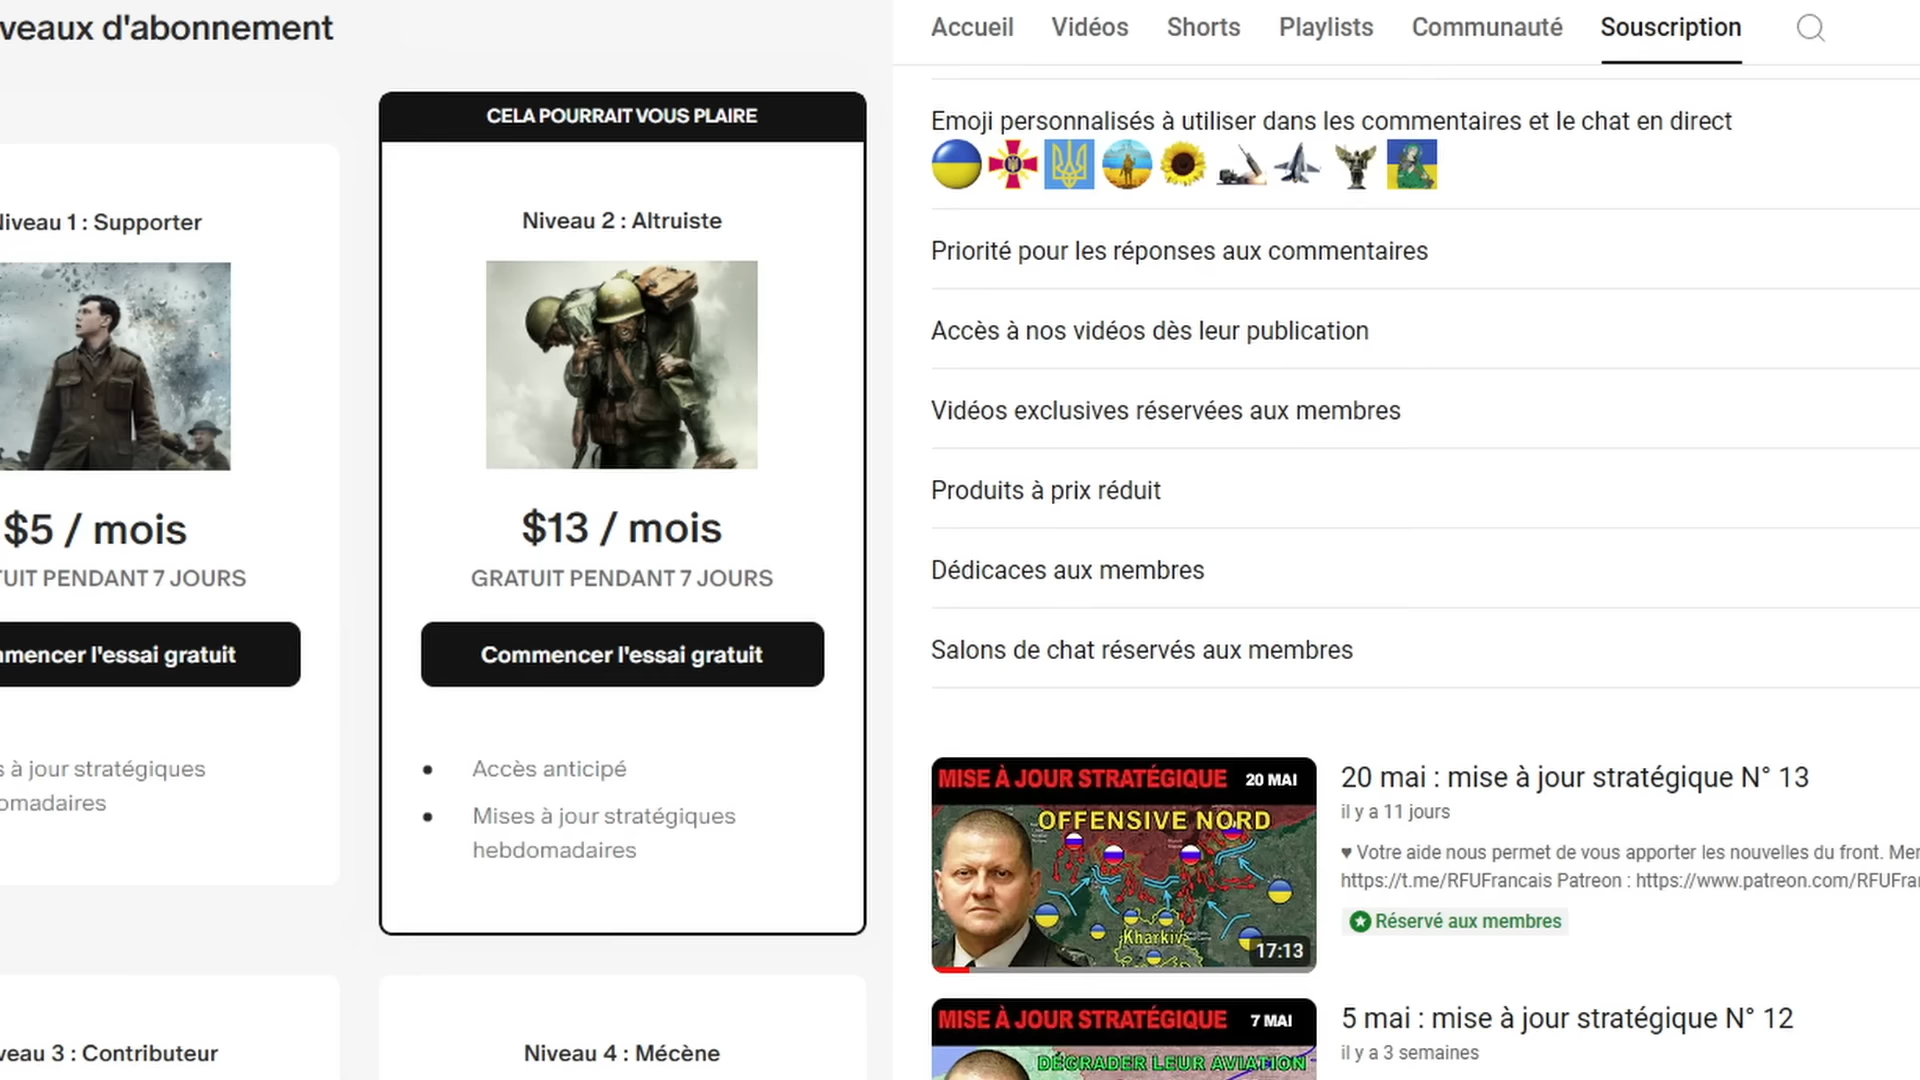 veaux d'abonnement
CELA POURRAIT VOUS PLAIRE
Niveau 1 : Supporter
Niveau 2 : Altruiste
$5 / mois
$13 / mois
TUIT PENDANT 7 JOURS
GRATUIT PENDANT 7 JOURS
mmencer l'essai gratuit
Commencer l'essai gratuit
s à jour stratégiques
omadaires
Accès anticipé
Mises à jour stratégiques
hebdomadaires
veau 3 : Contributeur
Niveau 4 : Mécène
Accueil Vidéos Shorts Playlists Communauté Souscription
Emoji personnalisés à utiliser dans les commentaires et le chat en direct
Priorité pour les réponses aux commentaires
Accès à nos vidéos dès leur publication
Vidéos exclusives réservées aux membres
Produits à prix réduit
Dédicaces aux membres
Salons de chat réservés aux membres
MISE À JOUR STRATÉGIQUE 20 MAI
OFFENSIVE NORD
Kharkiv
17:13
20 mai : mise à jour stratégique N° 13
il y a 11 jours
♥ Votre aide nous permet de vous apporter les nouvelles du front. Mer
https://t.me/RFUFrancais Patreon : https://www.patreon.com/RFUFra
Réservé aux membres
MISE À JOUR STRATÉGIQUE 7 MAI
DÉGRADER LEUR AVIATION
5 mai : mise à jour stratégique N° 12
il y a 3 semaines